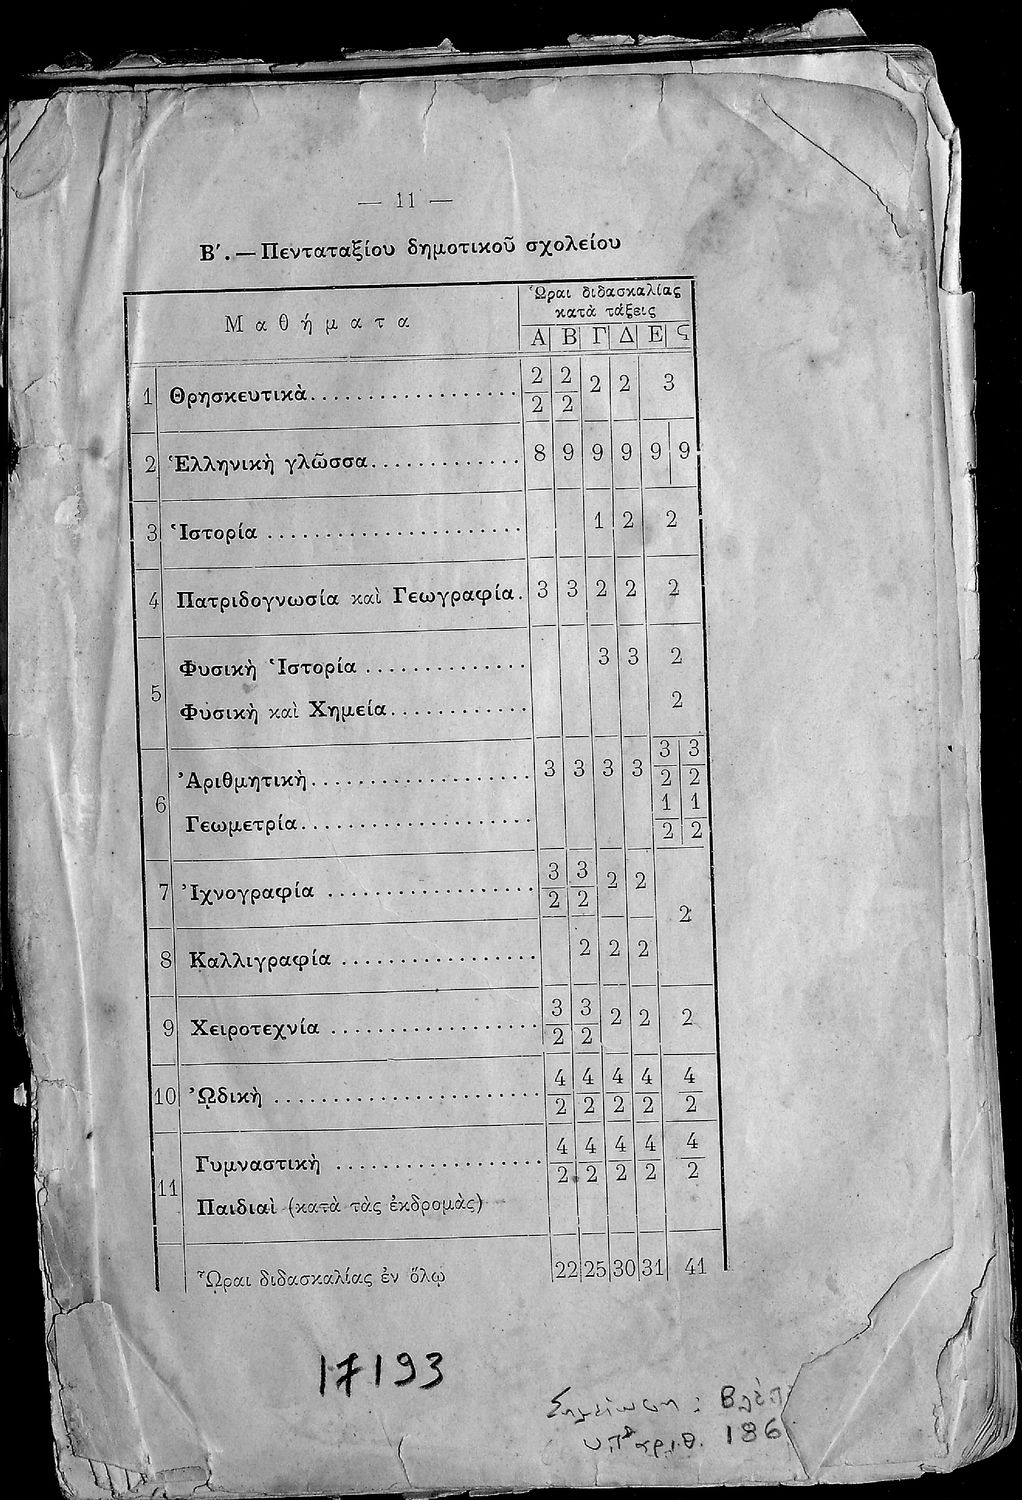 — 11 —
Β΄. — Πενταταξίου δημοτικοῦ σχολείου
Μαθήματα
Ὧραι διδασκαλίας
κατὰ τάξεις
Α Β Γ Δ Ε Ϛ
1 Θρησκευτικὰ.................. 2/2 2/2 2 2 3
2 Ἑλληνικὴ γλῶσσα............. 8 9 9 9 9 9
3 Ἱστορία ...................... 1 2 2
4 Πατριδογνωσία καὶ Γεωγραφία. 3 3 2 2 2
5 Φυσικὴ Ἱστορία .............. 3 3 2
Φυσικὴ καὶ Χημεία............ 2
6 Ἀριθμητικὴ.................... 3 3 3 3 3/2 3/2
Γεωμετρία..................... 1/2 1/2
7 Ἰχνογραφία .................. 3/2 3/2 2 2 2
8 Καλλιγραφία ................. 2 2 2
9 Χειροτεχνία .................. 3/2 3/2 2 2 2
10 ᾨδικὴ ........................ 4/2 4/2 4/2 4/2 4/2
11 Γυμναστικὴ .................. 4/2 4/2 4/2 4/2 4/2
Παιδιαὶ (κατὰ τὰς ἐκδρομὰς)
Ὧραι διδασκαλίας ἐν ὅλῳ 22 25 30 31 41
17193
Σημείωση : Βλέπ
υπ' αριθ. 186